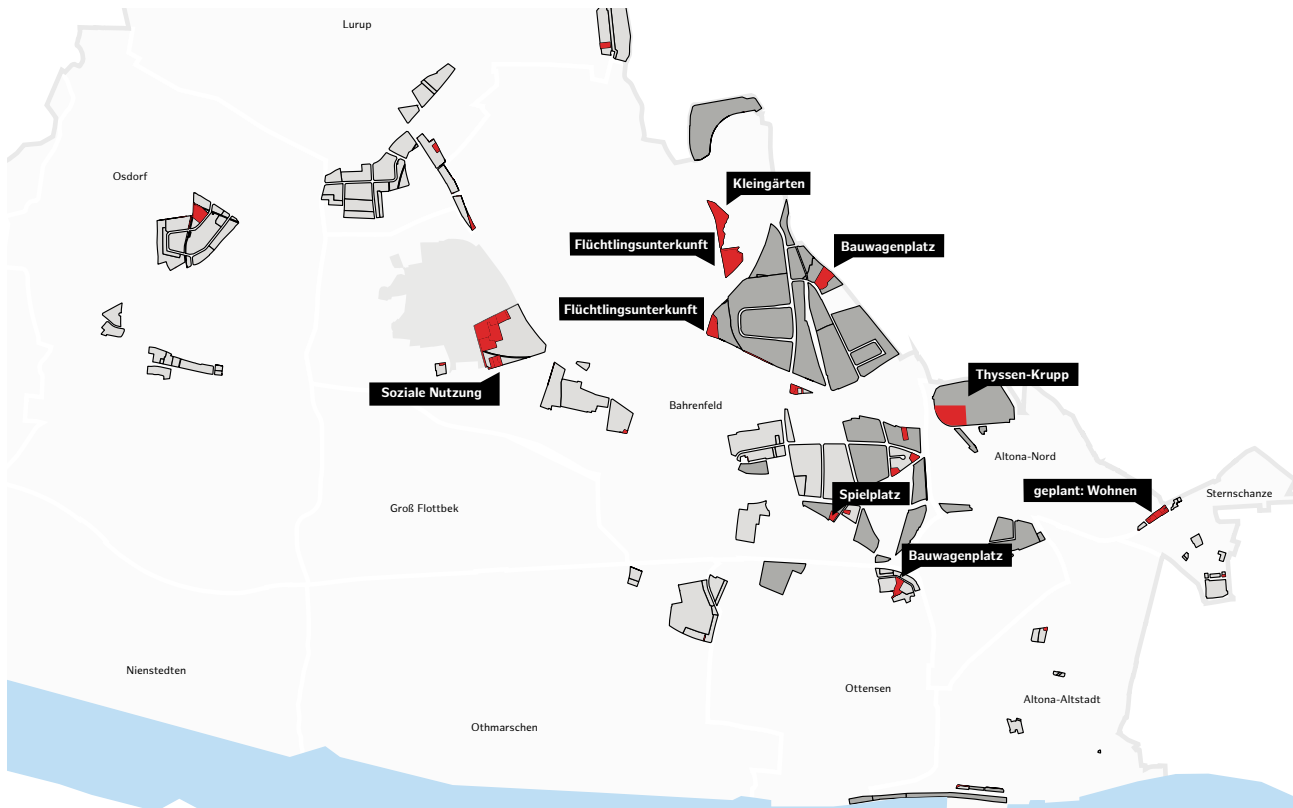 Lurup
Osdorf
Kleingärten
Flüchtlingsunterkunft
Bauwagenplatz
Flüchtlingsunterkunft
Thyssen-Krupp
Soziale Nutzung
Bahrenfeld
Altona-Nord
geplant: Wohnen
Sternschanze
Spielplatz
Groß Flottbek
Bauwagenplatz
Nienstedten
Ottensen
Altona-Altstadt
Othmarschen